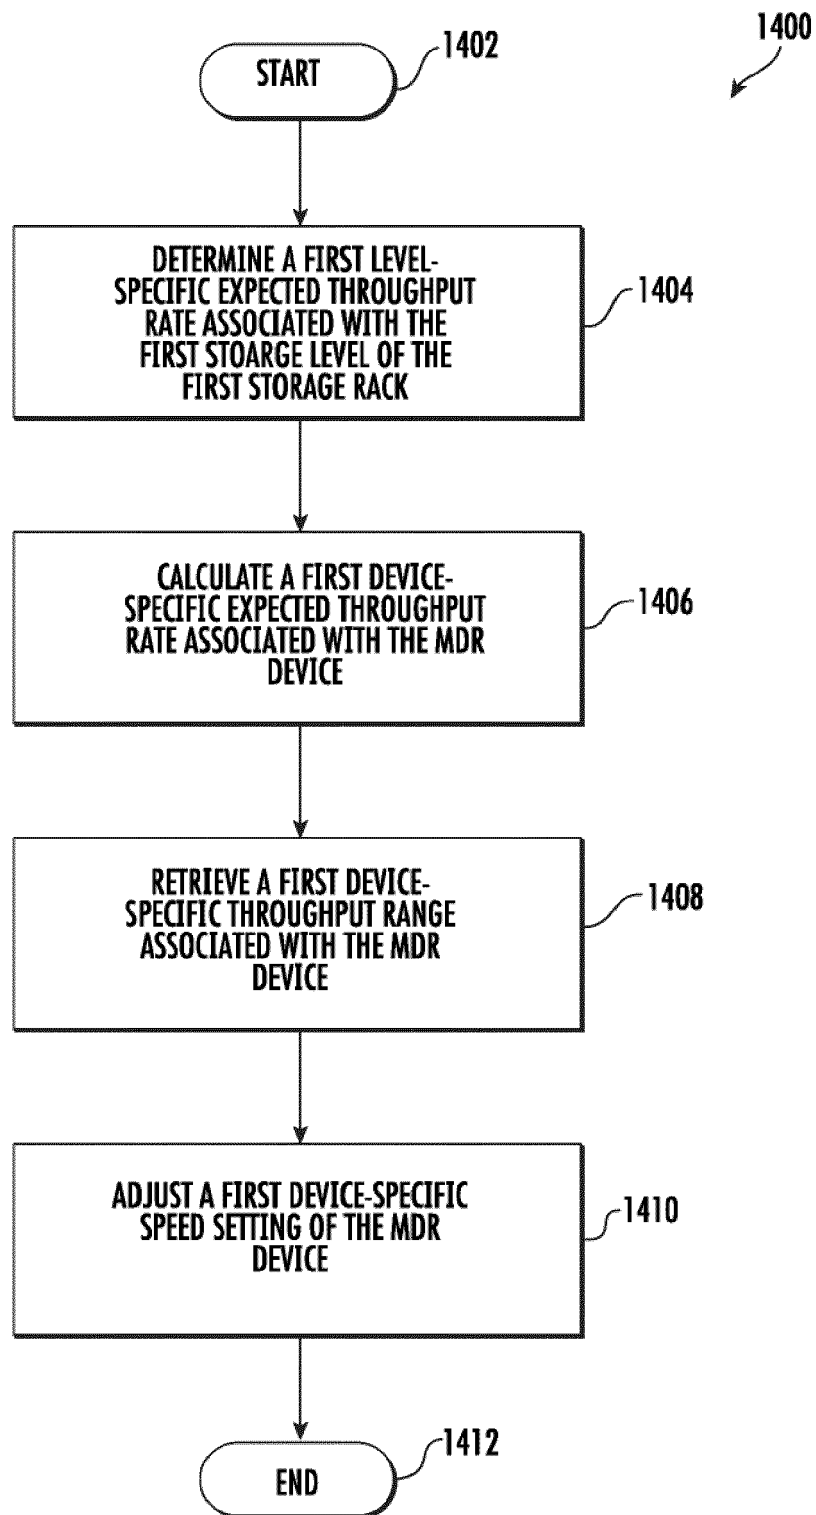 1400
START
1402
DETERMINE A FIRST LEVEL-
SPECIFIC EXPECTED THROUGHPUT
RATE ASSOCIATED WITH THE
FIRST STOARGE LEVEL OF THE
FIRST STORAGE RACK
1404
CALCULATE A FIRST DEVICE-
SPECIFIC EXPECTED THROUGHPUT
RATE ASSOCIATED WITH THE MDR
DEVICE
1406
RETRIEVE A FIRST DEVICE-
SPECIFIC THROUGHPUT RANGE
ASSOCIATED WITH THE MDR
DEVICE
1408
ADJUST A FIRST DEVICE-SPECIFIC
SPEED SETTING OF THE MDR
DEVICE
1410
END
1412